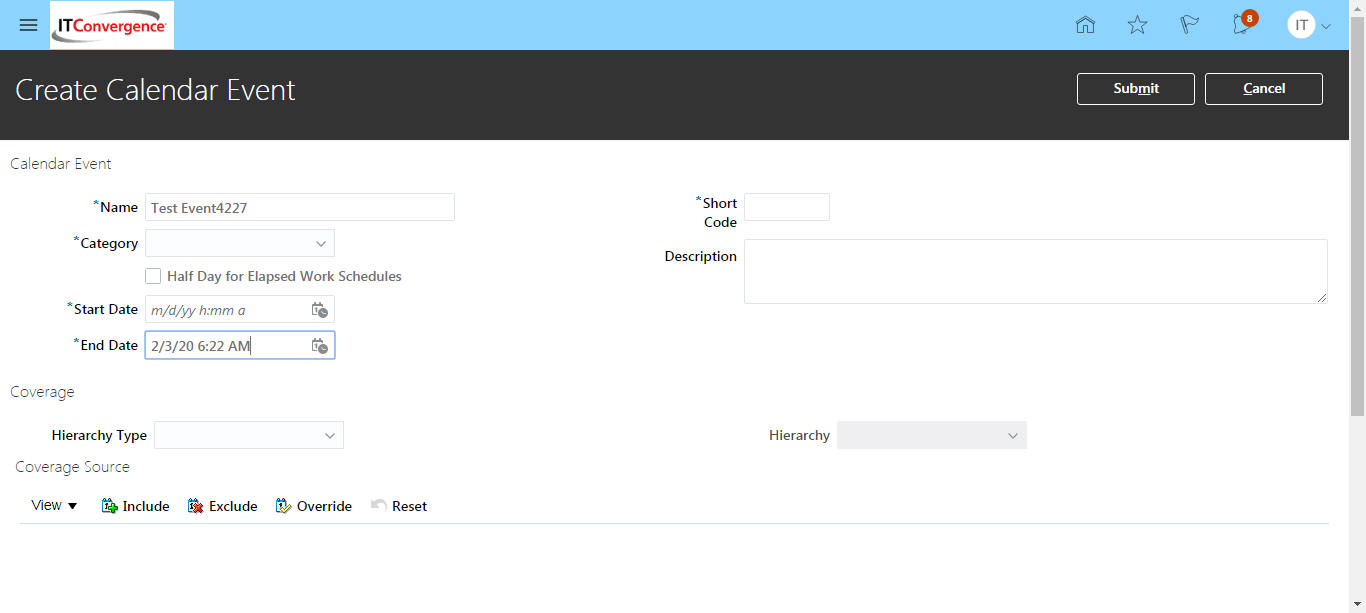 ITConvergence
8
IT
Create Calendar Event
Submit
Cancel
Calendar Event
*Name
Test Event4227
*Short Code
*Category
Description
Half Day for Elapsed Work Schedules
*Start Date
m/d/yy h:mm a
*End Date
2/3/20 6:22 AM
Coverage
Hierarchy Type
Hierarchy
Coverage Source
View
Include
Exclude
Override
Reset